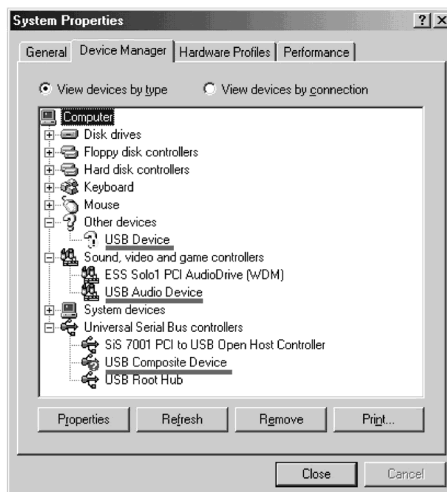 System Properties
General
Device Manager
Hardware Profiles
Performance
View devices by type
View devices by connection
Computer
Disk drives
Floppy disk controllers
Hard disk controllers
Keyboard
Mouse
Other devices
USB Device
Sound, video and game controllers
ESS Solo1 PCI AudioDrive (WDM)
USB Audio Device
System devices
Universal Serial Bus controllers
SiS 7001 PCI to USB Open Host Controller
USB Composite Device
USB Root Hub
Properties
Refresh
Remove
Print...
Close
Cancel